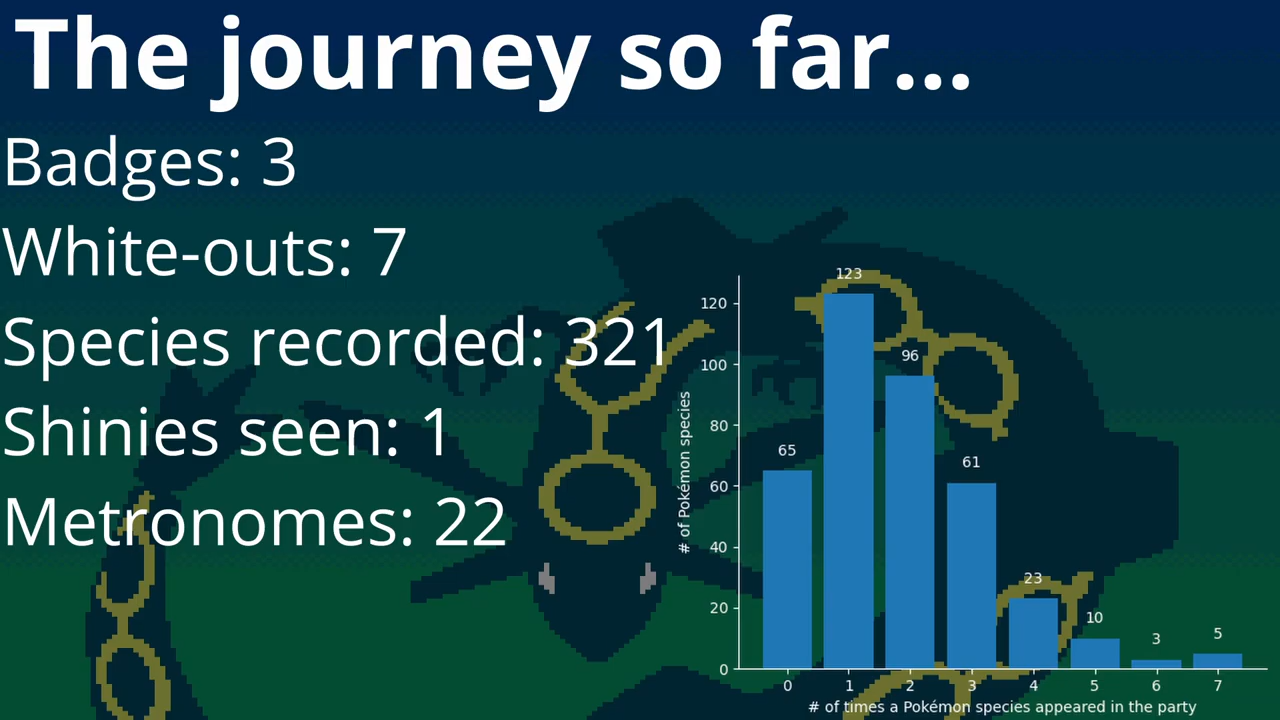 The journey so far...
Badges: 3
White-outs: 7
Species recorded: 321
Shinies seen: 1
Metronomes: 22
# of Pokémon species
120
100
80
60
40
20
0
65
123
96
61
23
10
3
5
0 1 2 3 4 5 6 7
# of times a Pokémon species appeared in the party